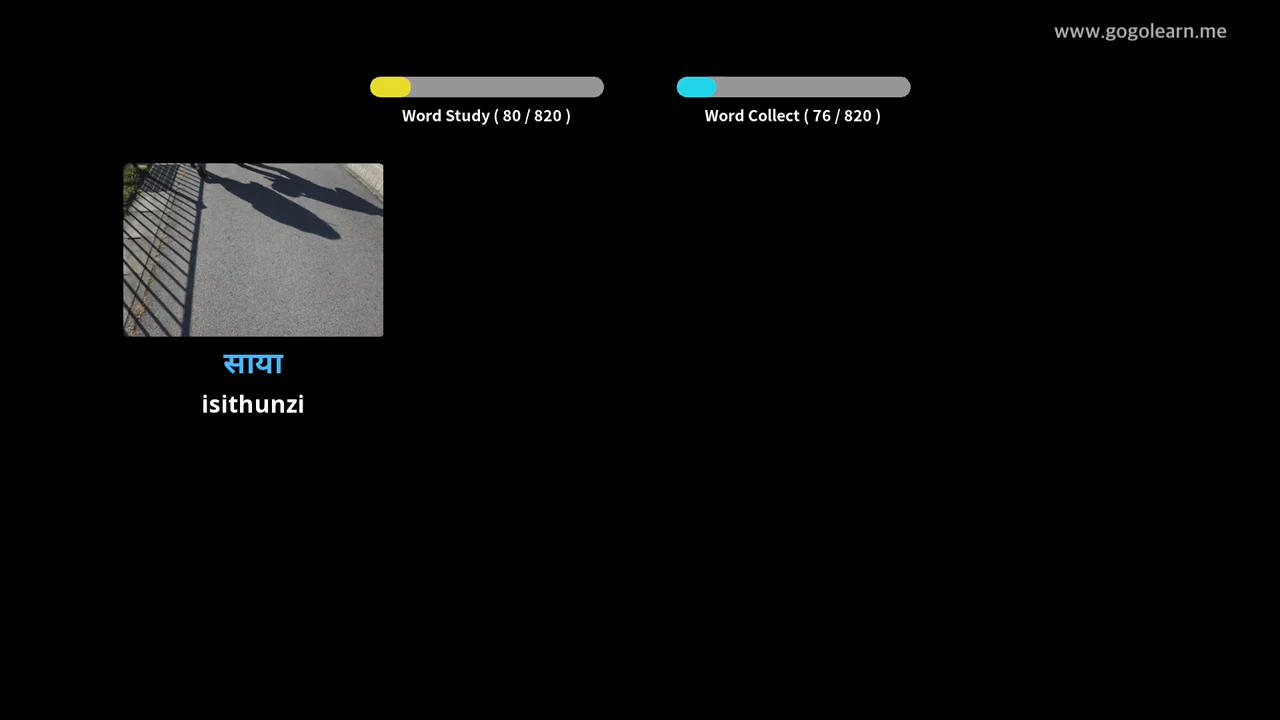 www.gogolearn.me
Word Study ( 80 / 820 )
Word Collect ( 76 / 820 )
साया
isithunzi